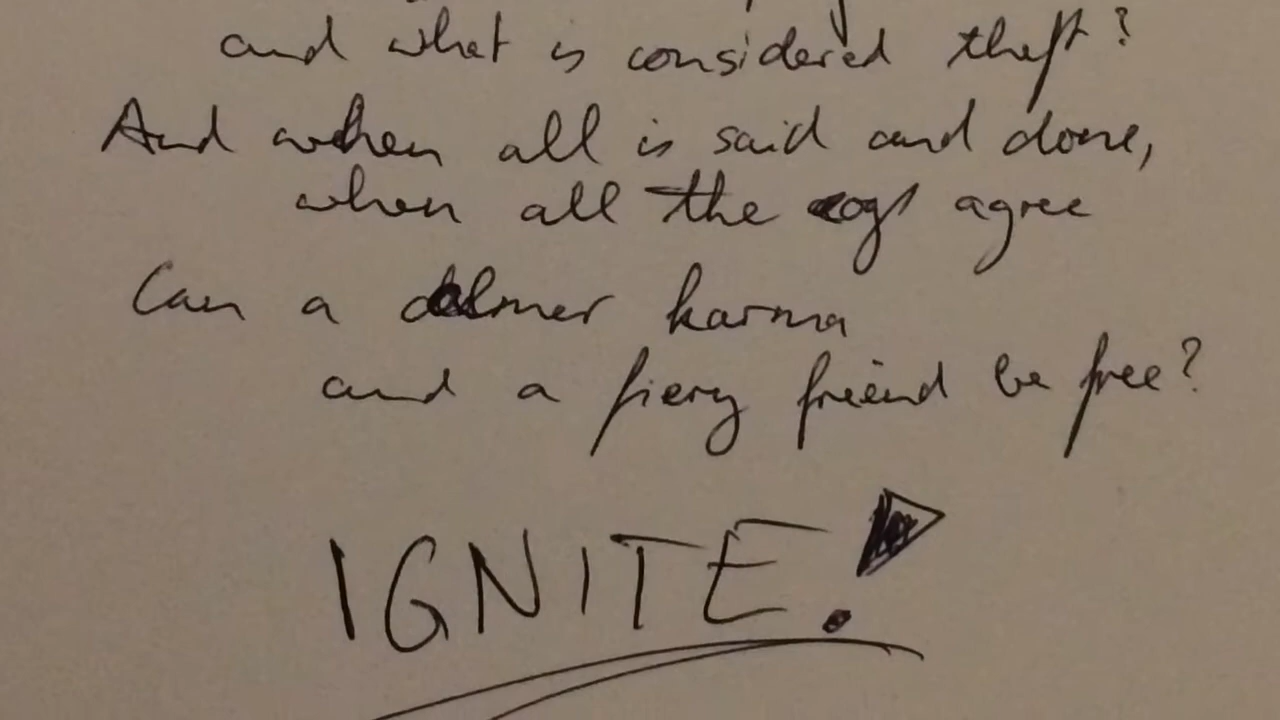 and what is considered theft?
And when all is said and done,
when all the cogs agree
Can a calmer karma
and a fiery friend be free?
IGNITE!